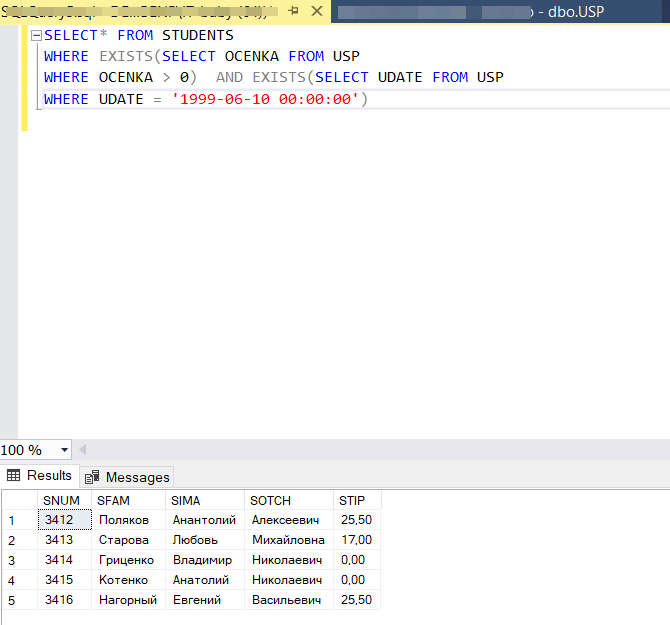 - dbo.USP
SELECT* FROM STUDENTS
WHERE EXISTS(SELECT OCENKA FROM USP
WHERE OCENKA > 0)  AND EXISTS(SELECT UDATE FROM USP
WHERE UDATE = '1999-06-10 00:00:00')
100 %
Results Messages
SNUM SFAM SIMA SOTCH STIP
1 3412 Поляков Анантолий Алексеевич 25,50
2 3413 Старова Любовь Михайловна 17,00
3 3414 Гриценко Владимир Николаевич 0,00
4 3415 Котенко Анатолий Николаевич 0,00
5 3416 Нагорный Евгений Васильевич 25,50